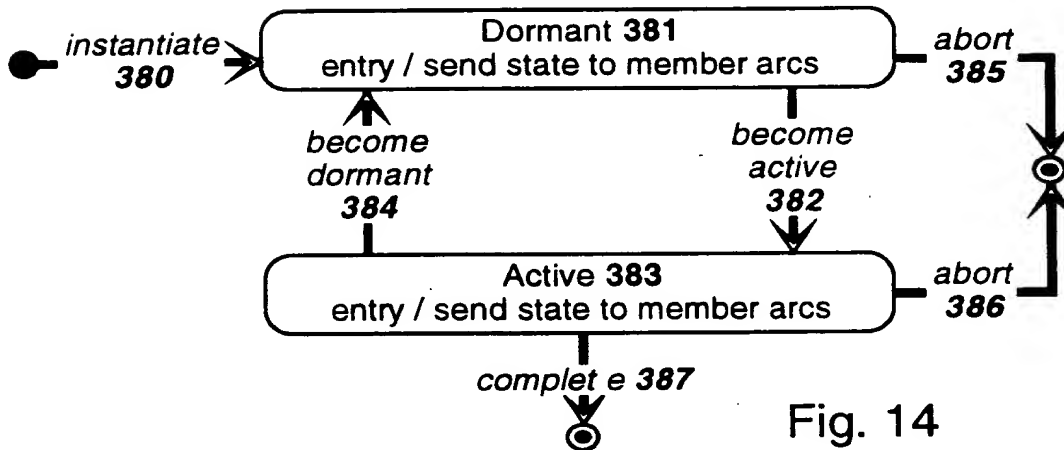 instantiate
380
Dormant 381
entry / send state to member arcs
abort
385
become
dormant
384
become
active
382
Active 383
entry / send state to member arcs
abort
386
complet e 387
Fig. 14